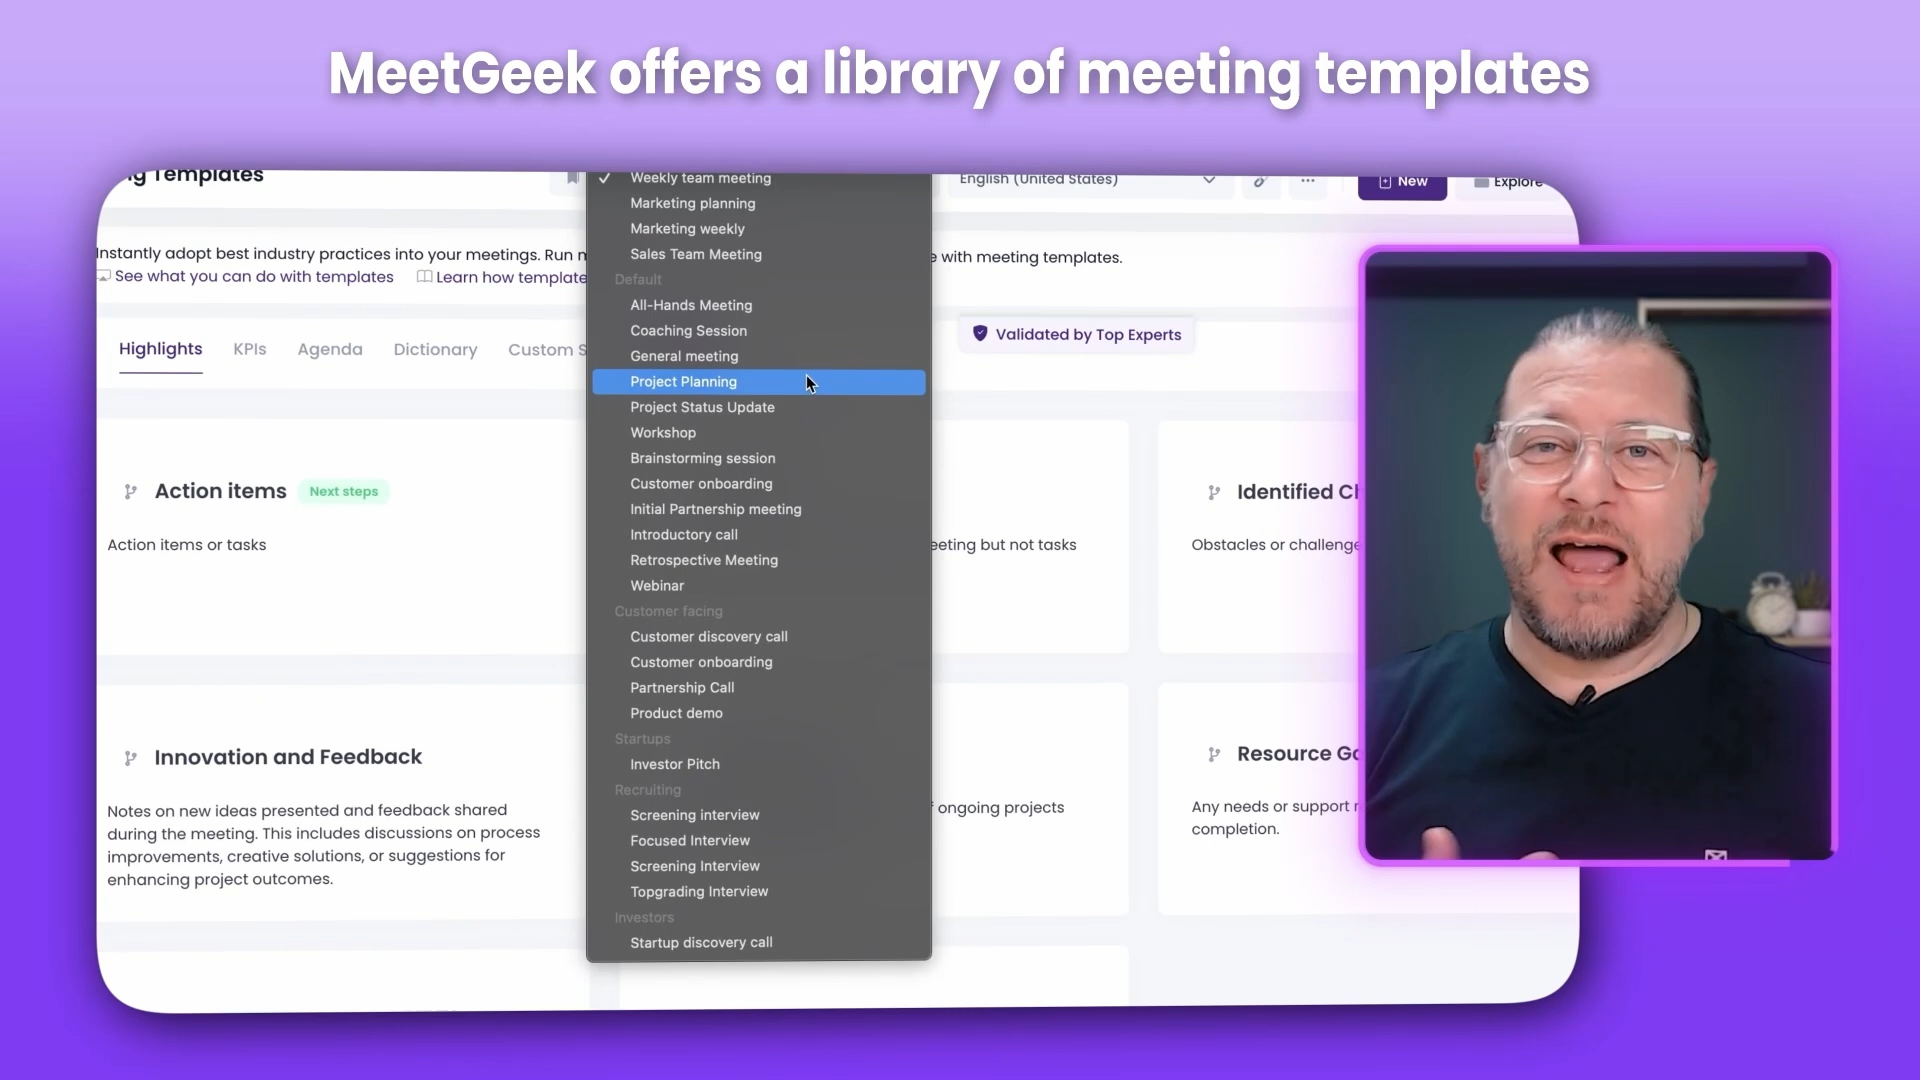 MeetGeek offers a library of meeting templates
Templates
Weekly team meeting
English (United States)
New
Explore
Marketing planning
Marketing weekly
Sales Team Meeting
Instantly adopt best industry practices into your meetings. Run
with meeting templates.
See what you can do with templates
Learn how template
Default
All-Hands Meeting
Coaching Session
General meeting
Project Planning
Project Status Update
Workshop
Brainstorming session
Customer onboarding
Initial Partnership meeting
Introductory call
Retrospective Meeting
Webinar
Customer facing
Customer discovery call
Customer onboarding
Partnership Call
Product demo
Startups
Investor Pitch
Recruiting
Screening interview
Focused Interview
Screening Interview
Topgrading Interview
Investors
Startup discovery call
Validated by Top Experts
Highlights
KPIs
Agenda
Dictionary
Custom S
Action items
Next steps
Action items or tasks
eeting but not tasks
Identified Ch
Obstacles or challenge
Innovation and Feedback
Notes on new ideas presented and feedback shared
during the meeting. This includes discussions on process
improvements, creative solutions, or suggestions for
enhancing project outcomes.
ongoing projects
Resource Ga
Any needs or support
completion.